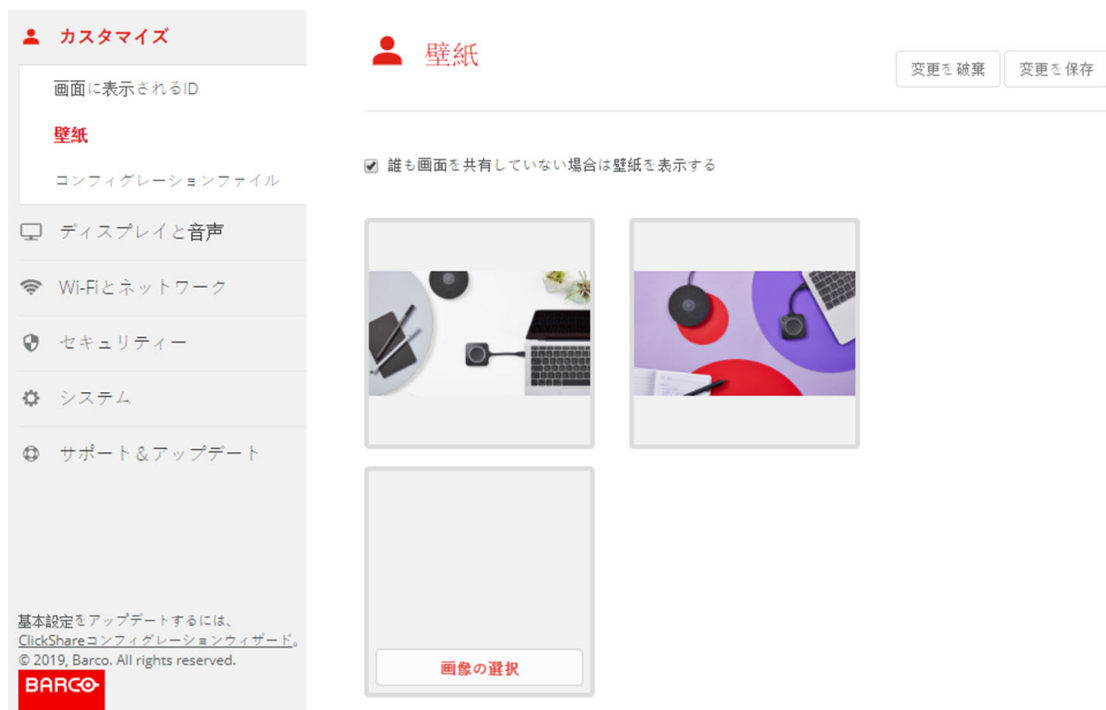 カスタマイズ
画面に表示されるID
壁紙
コンフィグレーションファイル
ディスプレイと音声
Wi-Fiとネットワーク
セキュリティー
システム
サポート＆アップデート
基本設定をアップデートするには、
ClickShareコンフィグレーションウィザード。
© 2019, Barco. All rights reserved.
BARCO
壁紙
変更を破棄
変更を保存
誰も画面を共有していない場合は壁紙を表示する
画像の選択